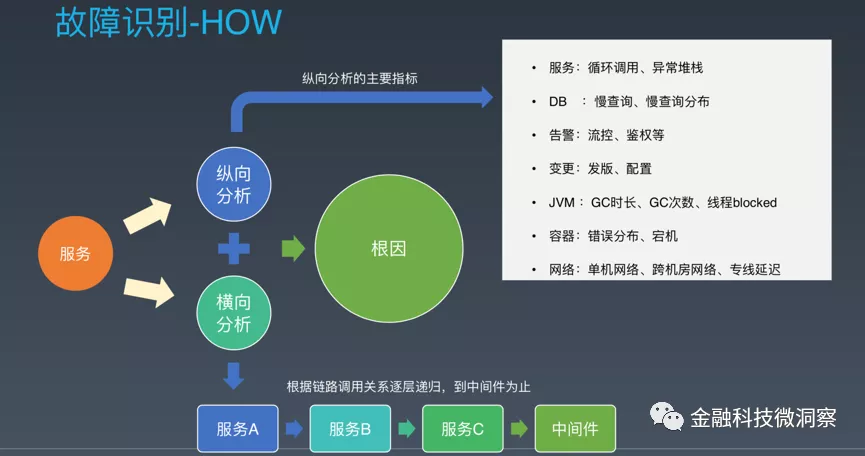 故障识别-HOW
纵向分析的主要指标
• 服务：循环调用、异常堆栈
• DB ：慢查询、慢查询分布
• 告警：流控、鉴权等
• 变更：发版、配置
• JVM ：GC时长、GC次数、线程blocked
• 容器：错误分布、宕机
• 网络：单机网络、跨机房网络、专线延迟
纵向
分析
服务
根因
横向
分析
根据链路调用关系逐层递归，到中间件为止
服务A
服务B
服务C
中间件
金融科技微洞察